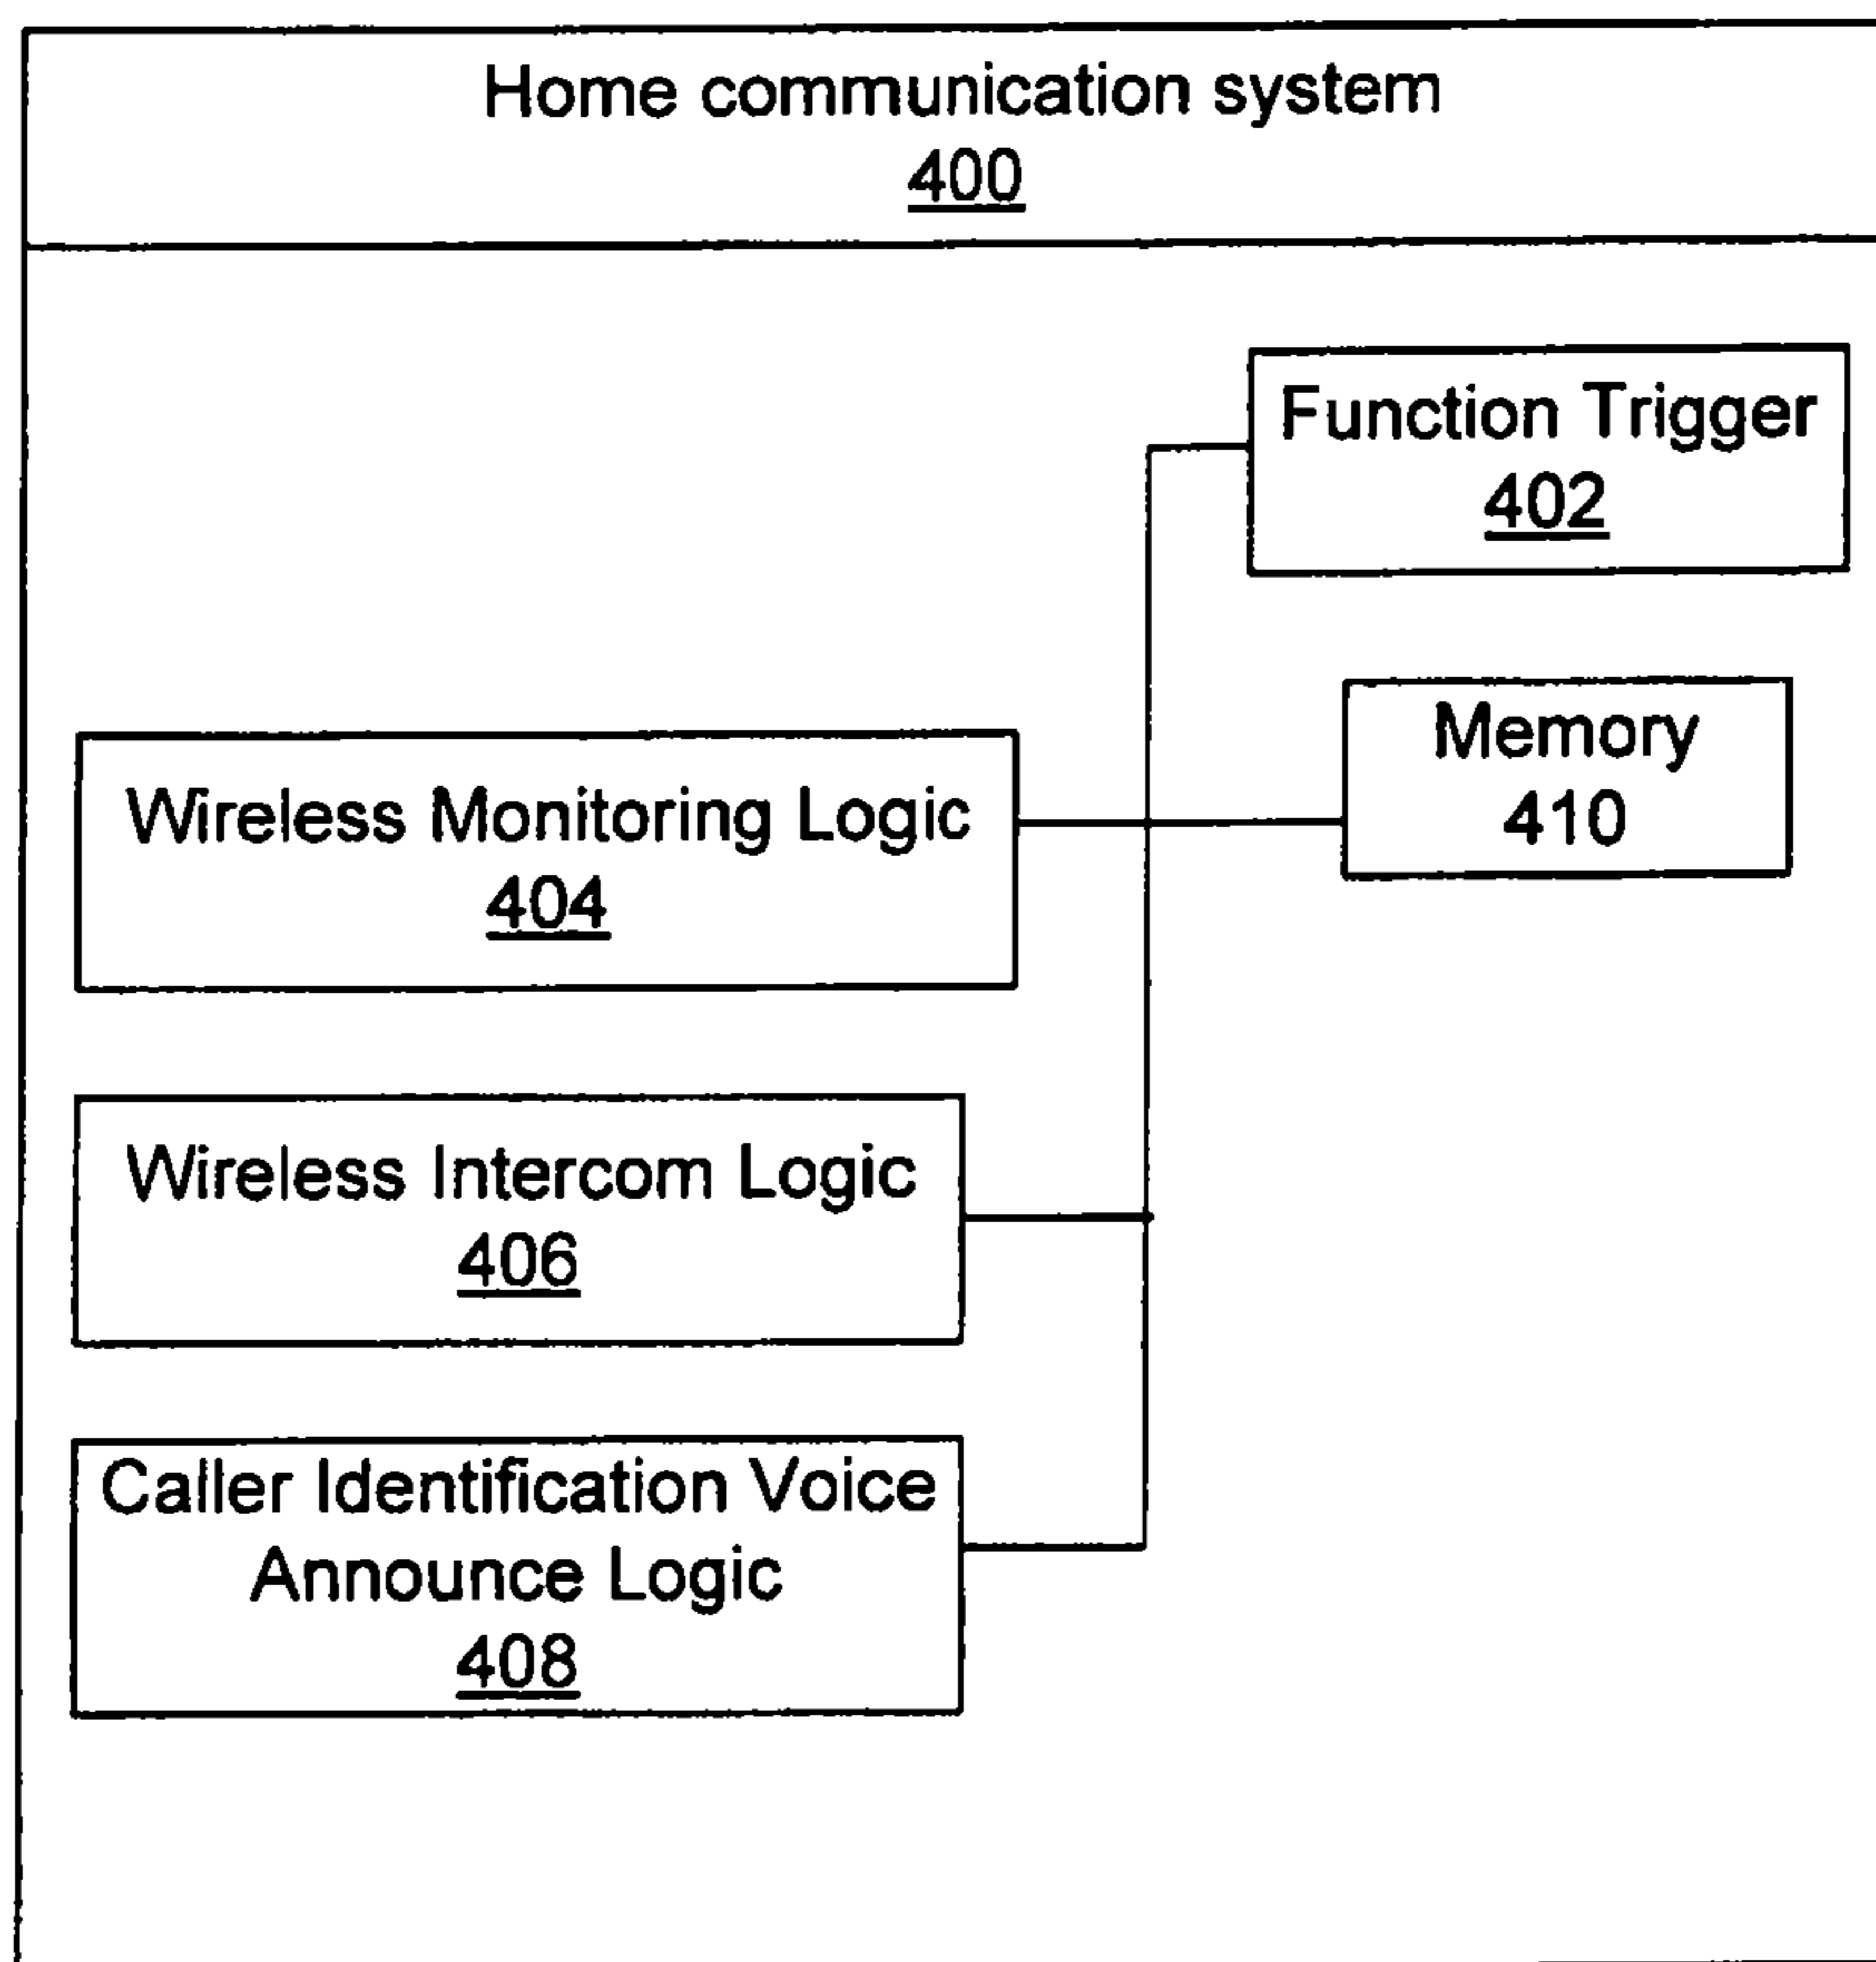 Home communication system
400
Function Trigger
402
Memory
410
Wireless Monitoring Logic
404
Wireless Intercom Logic
406
Caller Identification Voice
Announce Logic
408